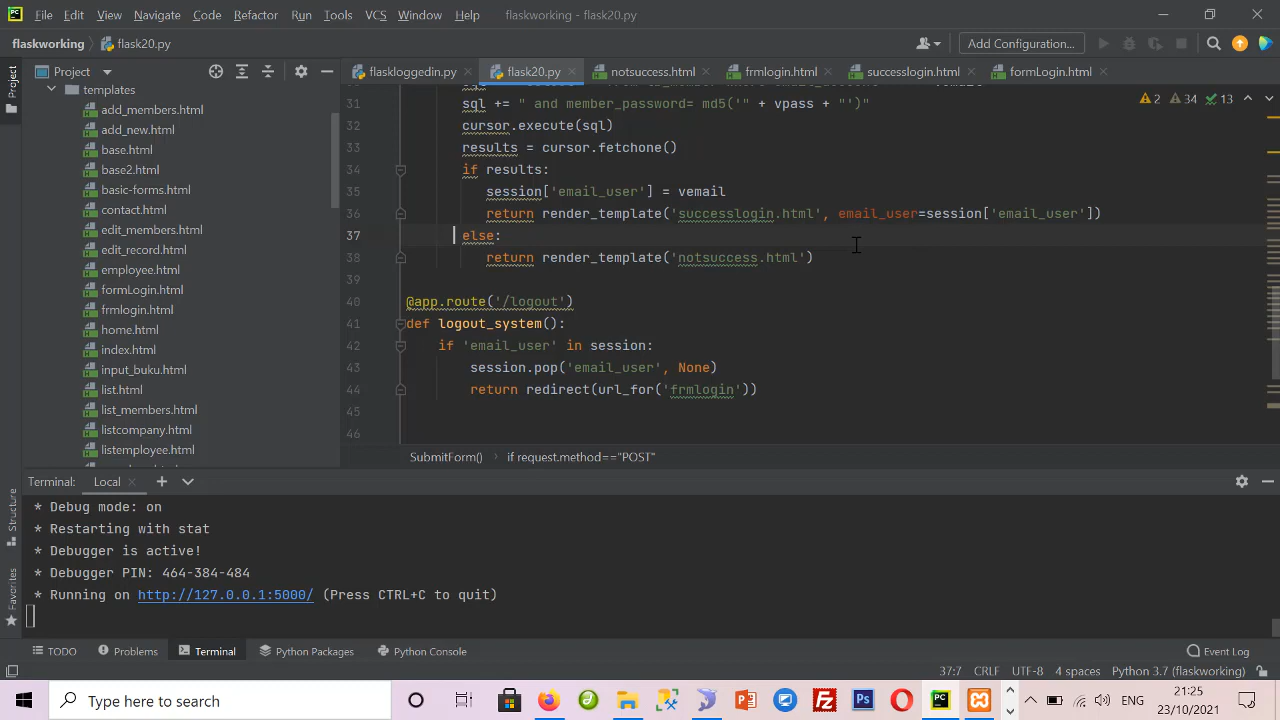 File Edit View Navigate Code Refactor Run Tools VCS Window Help flaskworking - flask20.py
flaskworking flask20.py Add Configuration...
Project Project flaskloggedin.py flask20.py notsuccess.html frmlogin.html successlogin.html formLogin.html
templates
add_members.html
add_new.html
base.html
base2.html
basic-forms.html
contact.html
edit_members.html
edit_record.html
employee.html
formLogin.html
frmlogin.html
home.html
index.html
input_buku.html
list.html
list_members.html
listcompany.html
listemployee.html
2 34 13
31 sql += " and member_password= md5('" + vpass + "')"
32 cursor.execute(sql)
33 results = cursor.fetchone()
34 if results:
35 session['email_user'] = vemail
36 return render_template('successlogin.html', email_user=session['email_user'])
37 else:
38 return render_template('notsuccess.html')
39
40 @app.route('/logout')
41 def logout_system():
42 if 'email_user' in session:
43 session.pop('email_user', None)
44 return redirect(url_for('frmlogin'))
45
46
SubmitForm() if request.method=="POST"
Terminal: Local
* Debug mode: on
* Restarting with stat
* Debugger is active!
* Debugger PIN: 464-384-484
* Running on http://127.0.0.1:5000/ (Press CTRL+C to quit)
Structure
Favorites
TODO Problems Terminal Python Packages Python Console Event Log
37:7 CRLF UTF-8 4 spaces Python 3.7 (flaskworking)
Type here to search
ENG
21:25
23/10/2021